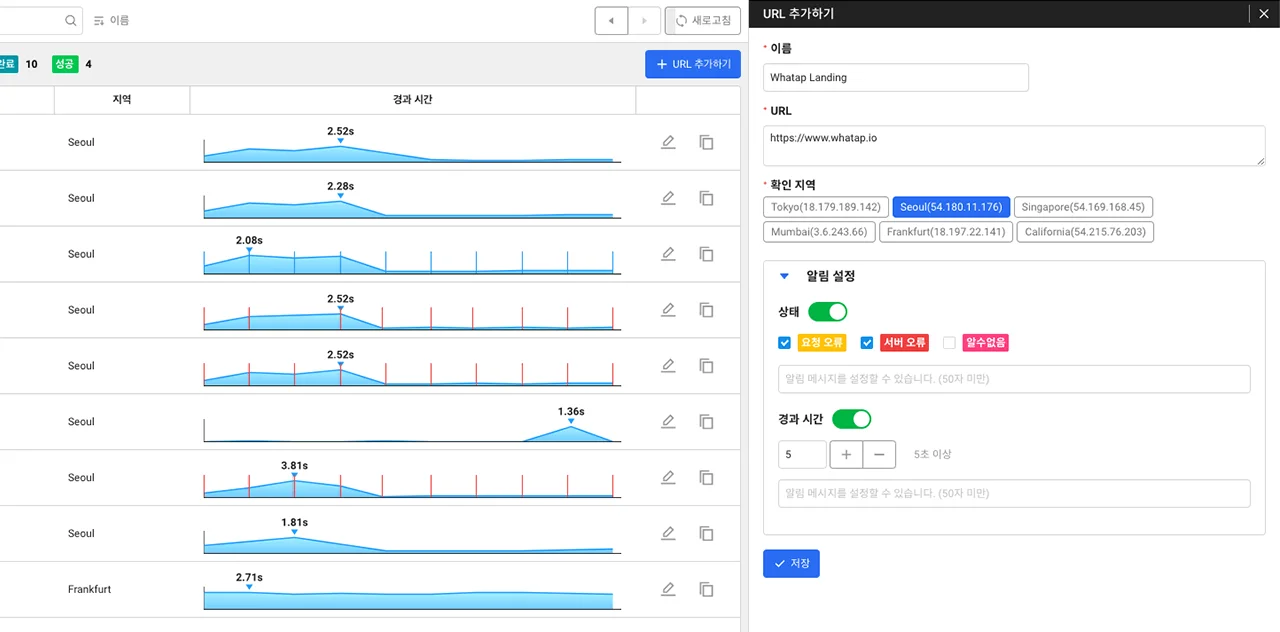 이름
새로고침
완료 10 성공 4
+ URL 추가하기
지역 경과 시간
Seoul 2.52s
Seoul 2.28s
Seoul 2.08s
Seoul 2.52s
Seoul 2.52s
Seoul 1.36s
Seoul 3.81s
Seoul 1.81s
Frankfurt 2.71s
URL 추가하기
* 이름
Whatap Landing
* URL
https://www.whatap.io
* 확인 지역
Tokyo(18.179.189.142) Seoul(54.180.11.176) Singapore(54.169.168.45)
Mumbai(3.6.243.66) Frankfurt(18.197.22.141) California(54.215.76.203)
알림 설정
상태
요청 오류 서버 오류 알수없음
알림 메시지를 설정할 수 있습니다. (50자 미만)
경과 시간
5 + − 5초 이상
알림 메시지를 설정할 수 있습니다. (50자 미만)
저장